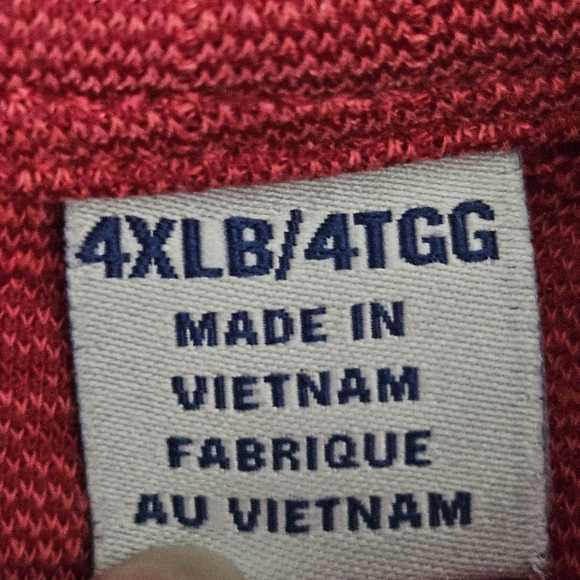 4XLB/4TGG
MADE IN
VIETNAM
FABRIQUE
AU VIETNAM